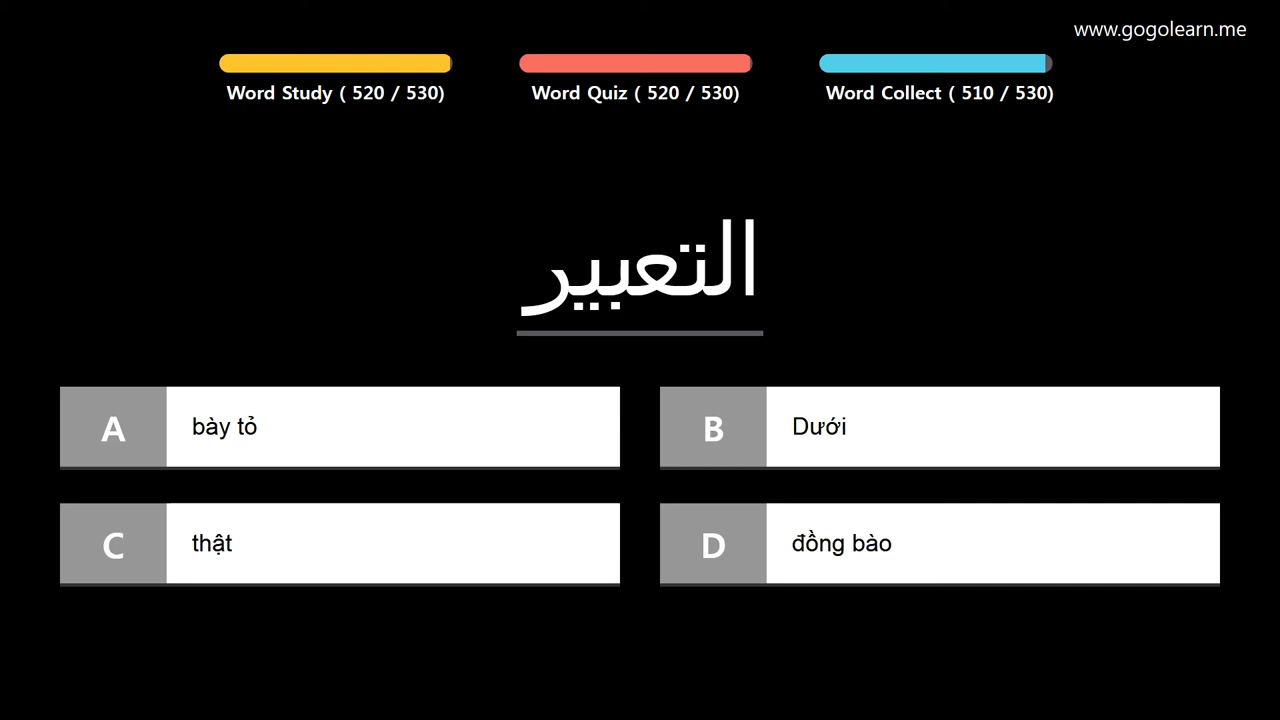 www.gogolearn.me
Word Study ( 520 / 530)
Word Quiz ( 520 / 530)
Word Collect ( 510 / 530)
التعبير
A bày tỏ
B Dưới
C thật
D đồng bào